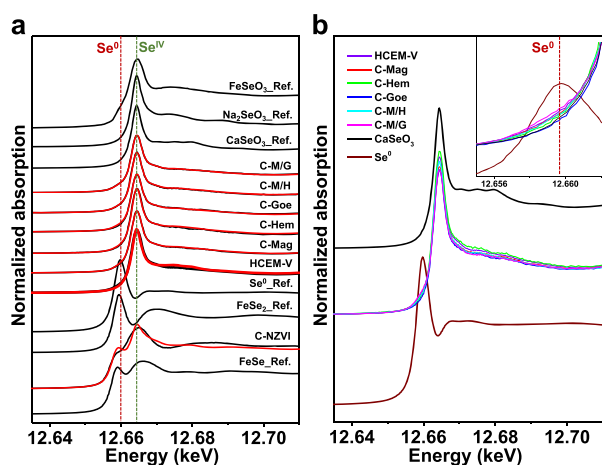 a
Se⁰
Se^IV
FeSeO₃_Ref.
Na₂SeO₃_Ref.
CaSeO₃_Ref.
C-M/G
C-M/H
C-Goe
C-Hem
C-Mag
HCEM-V
Se⁰_Ref.
FeSe₂_Ref.
C-NZVI
FeSe_Ref.
Normalized absorption
12.64 12.66 12.68 12.70
Energy (keV)
b
HCEM-V
C-Mag
C-Hem
C-Goe
C-M/H
C-M/G
CaSeO₃
Se⁰
Se⁰
12.656 12.660
Normalized absorption
12.64 12.66 12.68 12.70
Energy (keV)